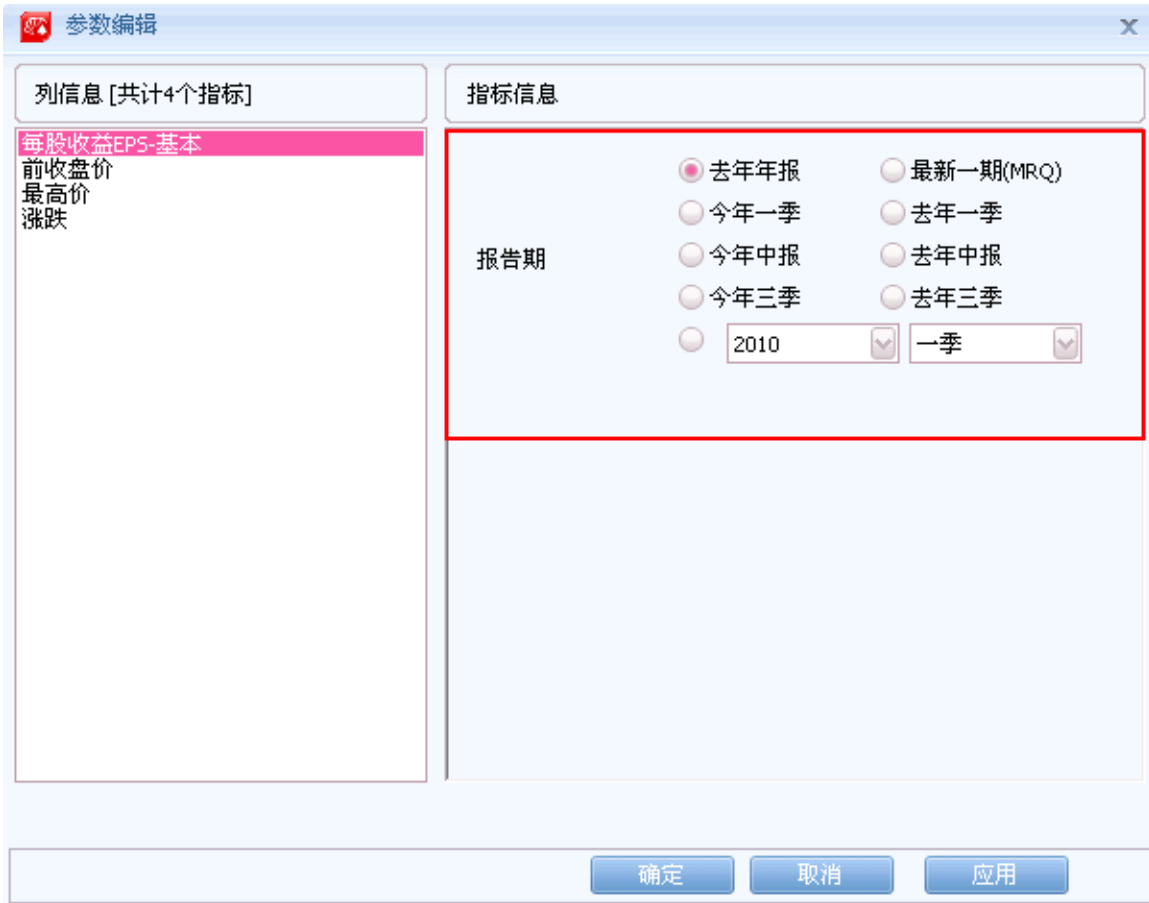 参数编辑
列信息 [共计4个指标]
指标信息
每股收益EPS-基本
前收盘价
最高价
涨跌
报告期
去年年报 最新一期(MRQ)
今年一季 去年一季
今年中报 去年中报
今年三季 去年三季
2010 一季
确定 取消 应用